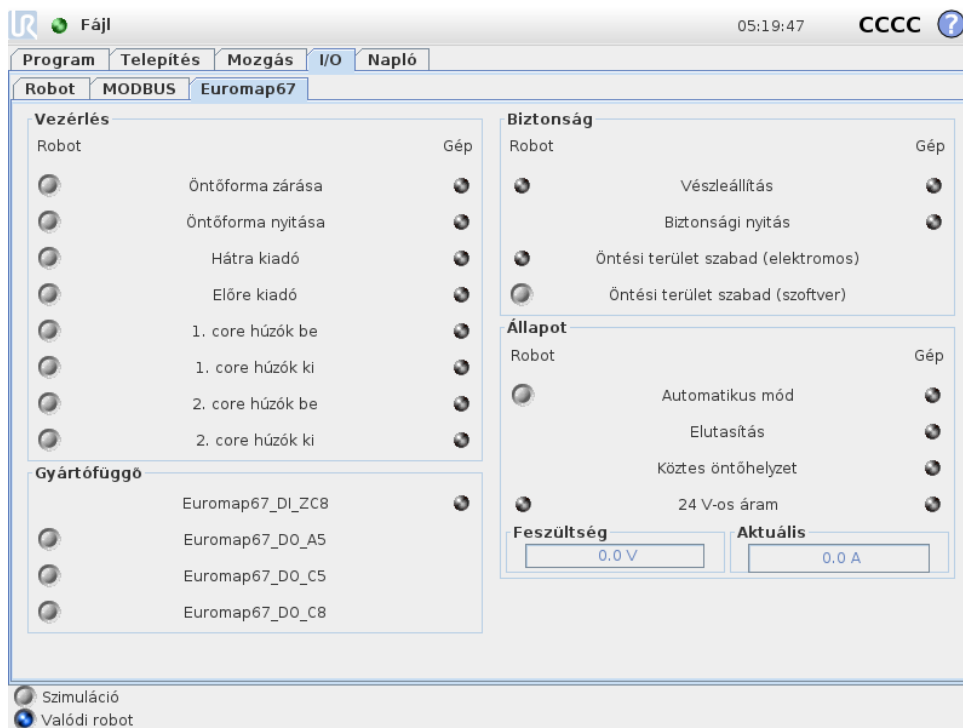 UR Fájl 05:19:47 CCCC ?
Program Telepítés Mozgás I/O Napló
Robot MODBUS Euromap67
Vezérlés
Robot Gép
Öntőforma zárása
Öntőforma nyitása
Hátra kiadó
Előre kiadó
1. core húzók be
1. core húzók ki
2. core húzók be
2. core húzók ki
Gyártófüggő
Euromap67_DI_ZC8
Euromap67_DO_A5
Euromap67_DO_C5
Euromap67_DO_C8
Biztonság
Robot Gép
Vészleállítás
Biztonsági nyitás
Öntési terület szabad (elektromos)
Öntési terület szabad (szoftver)
Állapot
Robot Gép
Automatikus mód
Elutasítás
Köztes öntőhelyzet
24 V-os áram
Feszültség Aktuális
0.0 V 0.0 A
Szimuláció
Valódi robot